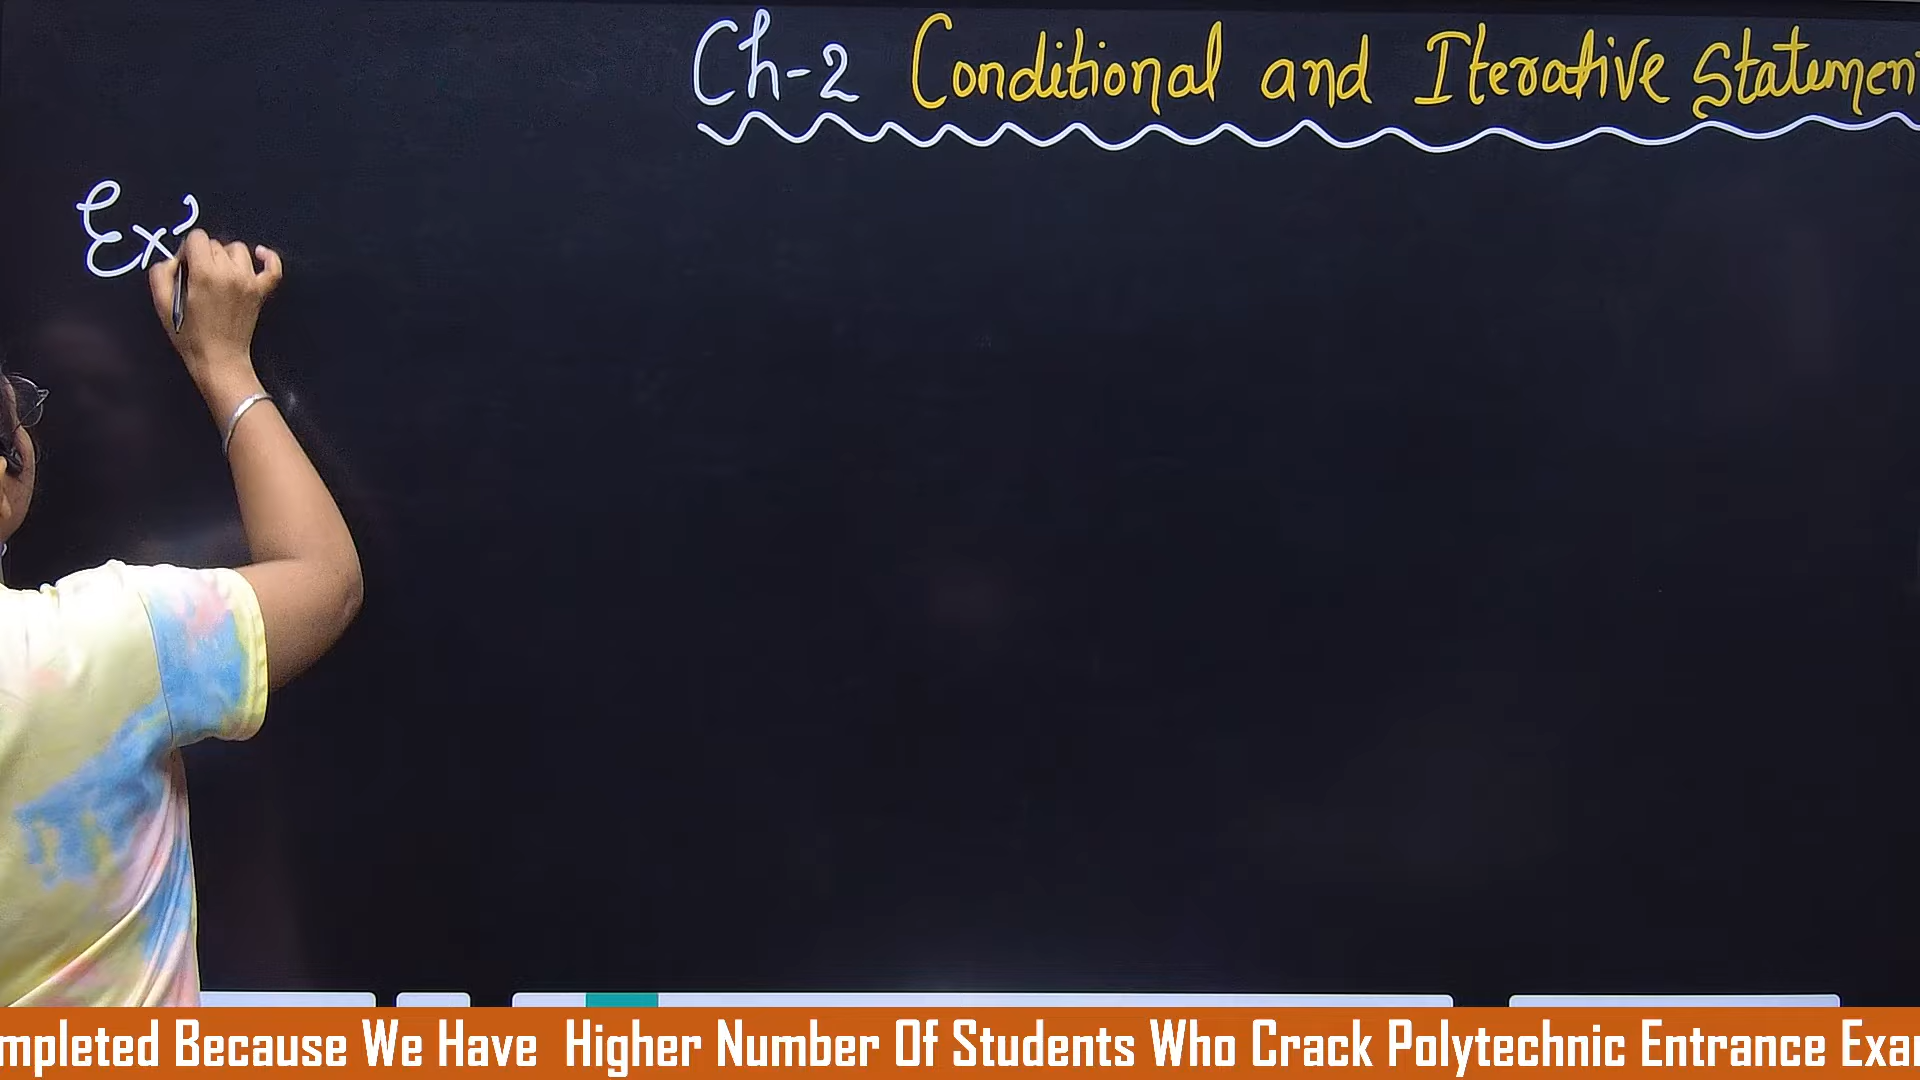 Ch-2 Conditional and Iterative Statemen
Ex
mpleted Because We Have Higher Number Of Students Who Crack Polytechnic Entrance Exa